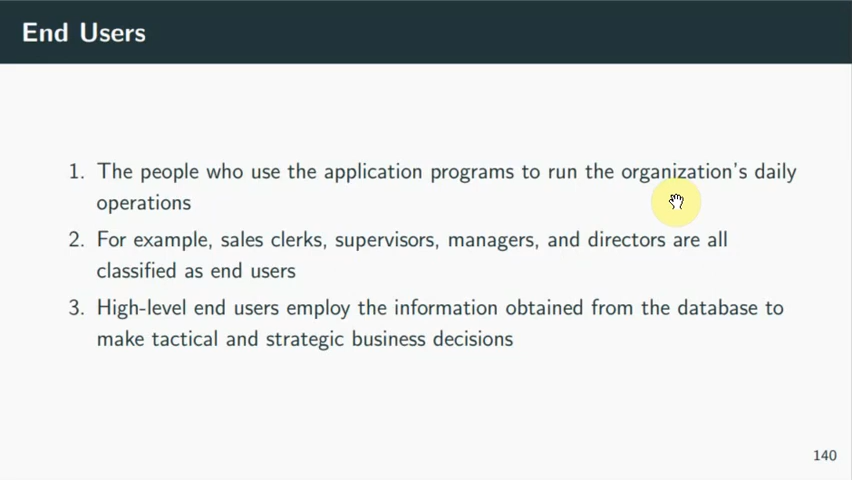 End Users
1. The people who use the application programs to run the organization's daily
operations
2. For example, sales clerks, supervisors, managers, and directors are all
classified as end users
3. High-level end users employ the information obtained from the database to
make tactical and strategic business decisions
140